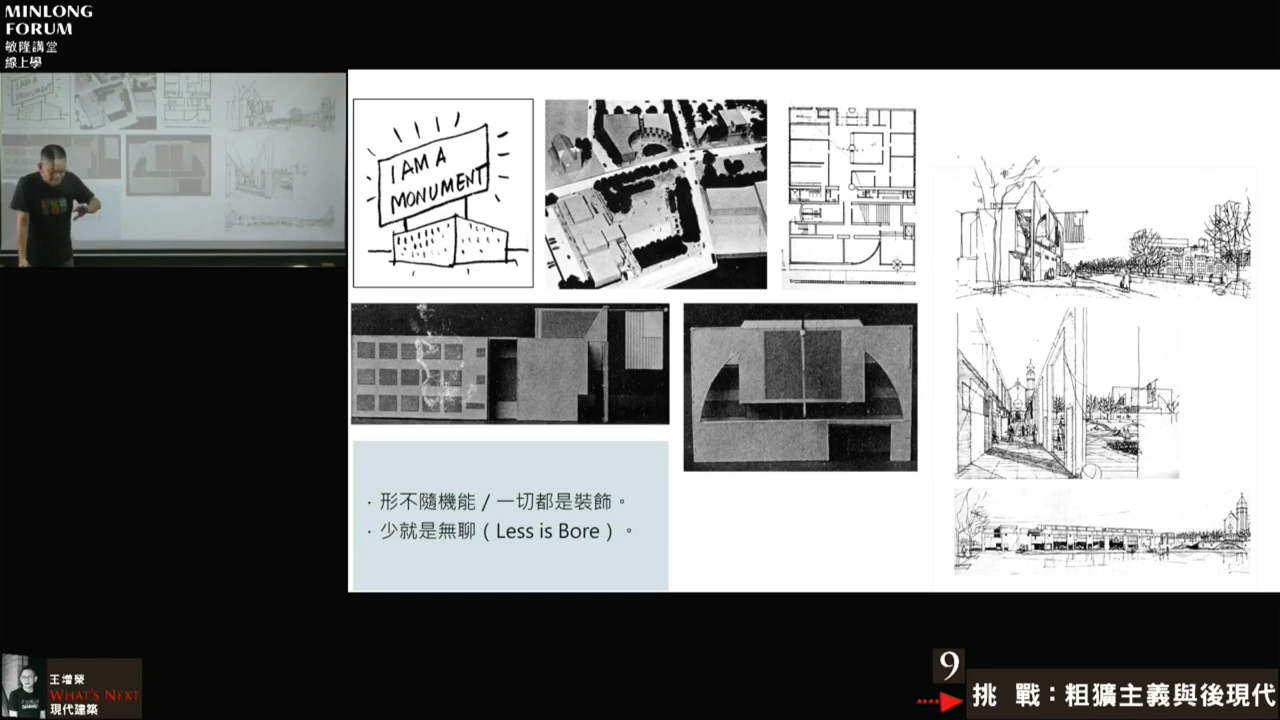 MINLONG
FORUM
敏隆講堂
線上學
I AM A
MONUMENT
I AM A
MONUMENT
· 形不隨機能 / 一切都是裝飾。
· 少就是無聊（Less is Bore）。
王增榮
WHAT'S NEXT
現代建築
9
挑 戰：粗獷主義與後現代